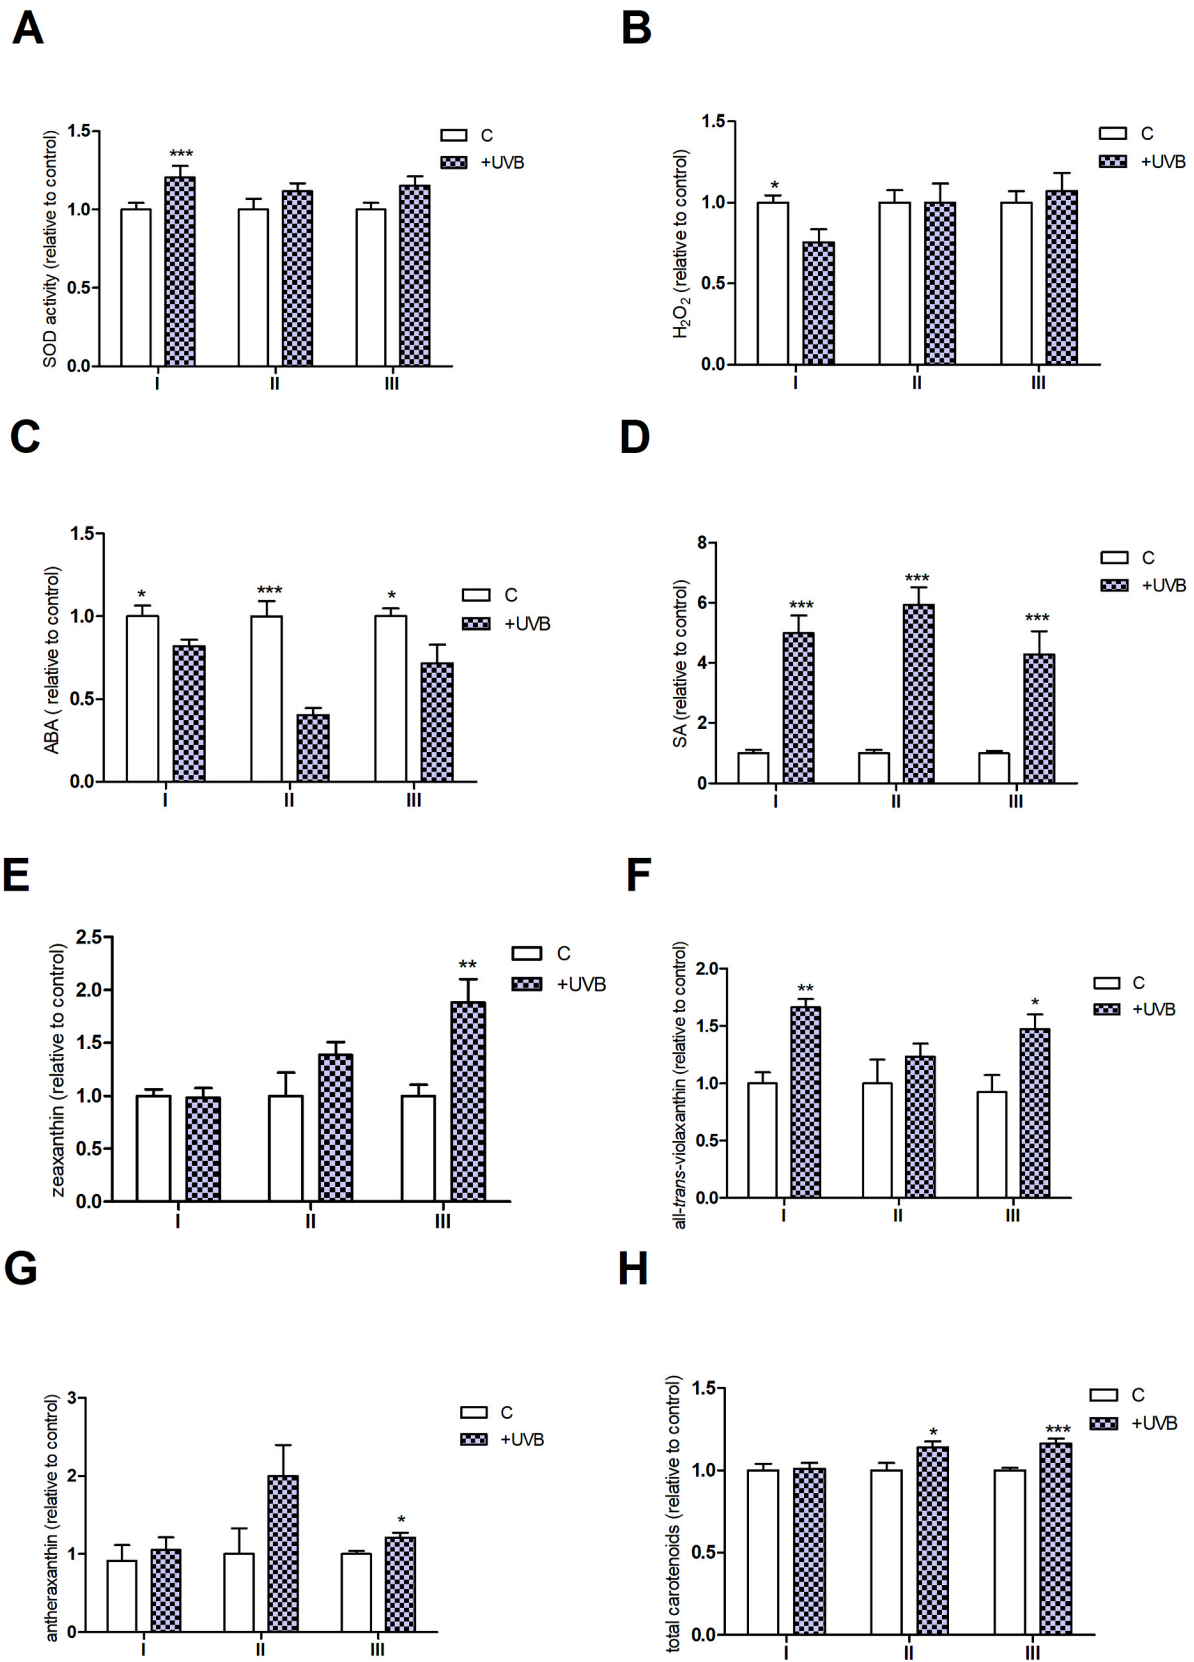 A
SOD activity (relative to control)
1.5
1.0
0.5
0.0
***
I
II
III
C
+UVB
B
H₂O₂ (relative to control)
1.5
1.0
0.5
0.0
*
I
II
III
C
+UVB
C
ABA ( relative to control)
1.5
1.0
0.5
0.0
*
***
*
I
II
III
C
+UVB
D
SA (relative to control)
8
6
4
2
0
***
***
***
I
II
III
C
+UVB
E
zeaxanthin (relative to control)
2.5
2.0
1.5
1.0
0.5
0.0
**
I
II
III
C
+UVB
F
all-trans-violaxanthin (relative to control)
2.0
1.5
1.0
0.5
0.0
**
*
I
II
III
C
+UVB
G
antheraxanthin (relative to control)
3
2
1
0
*
I
II
III
C
+UVB
H
total carotenoids (relative to control)
1.5
1.0
0.5
0.0
*
***
I
II
III
C
+UVB